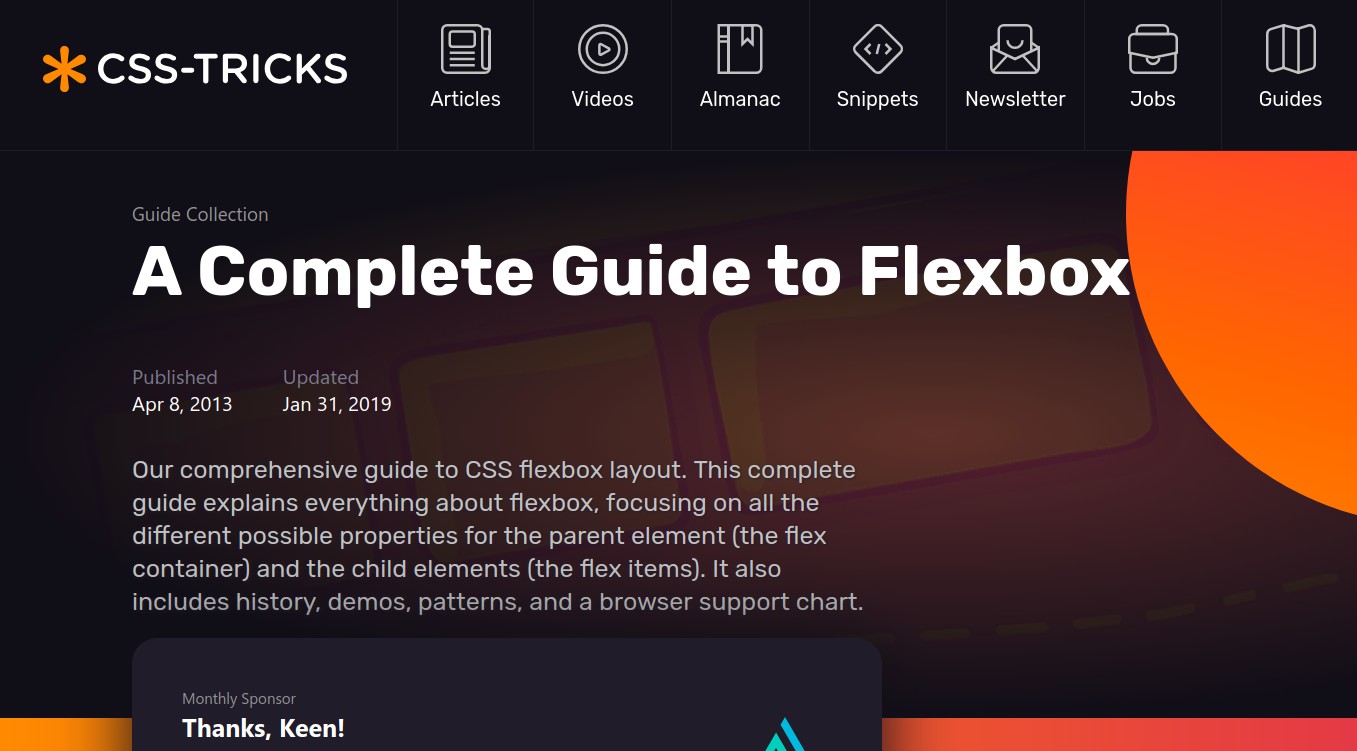 CSS-TRICKS
Articles
Videos
Almanac
Snippets
Newsletter
Jobs
Guides
Guide Collection
A Complete Guide to Flexbox
Published
Apr 8, 2013
Updated
Jan 31, 2019
Our comprehensive guide to CSS flexbox layout. This complete
guide explains everything about flexbox, focusing on all the
different possible properties for the parent element (the flex
container) and the child elements (the flex items). It also
includes history, demos, patterns, and a browser support chart.
Monthly Sponsor
Thanks, Keen!